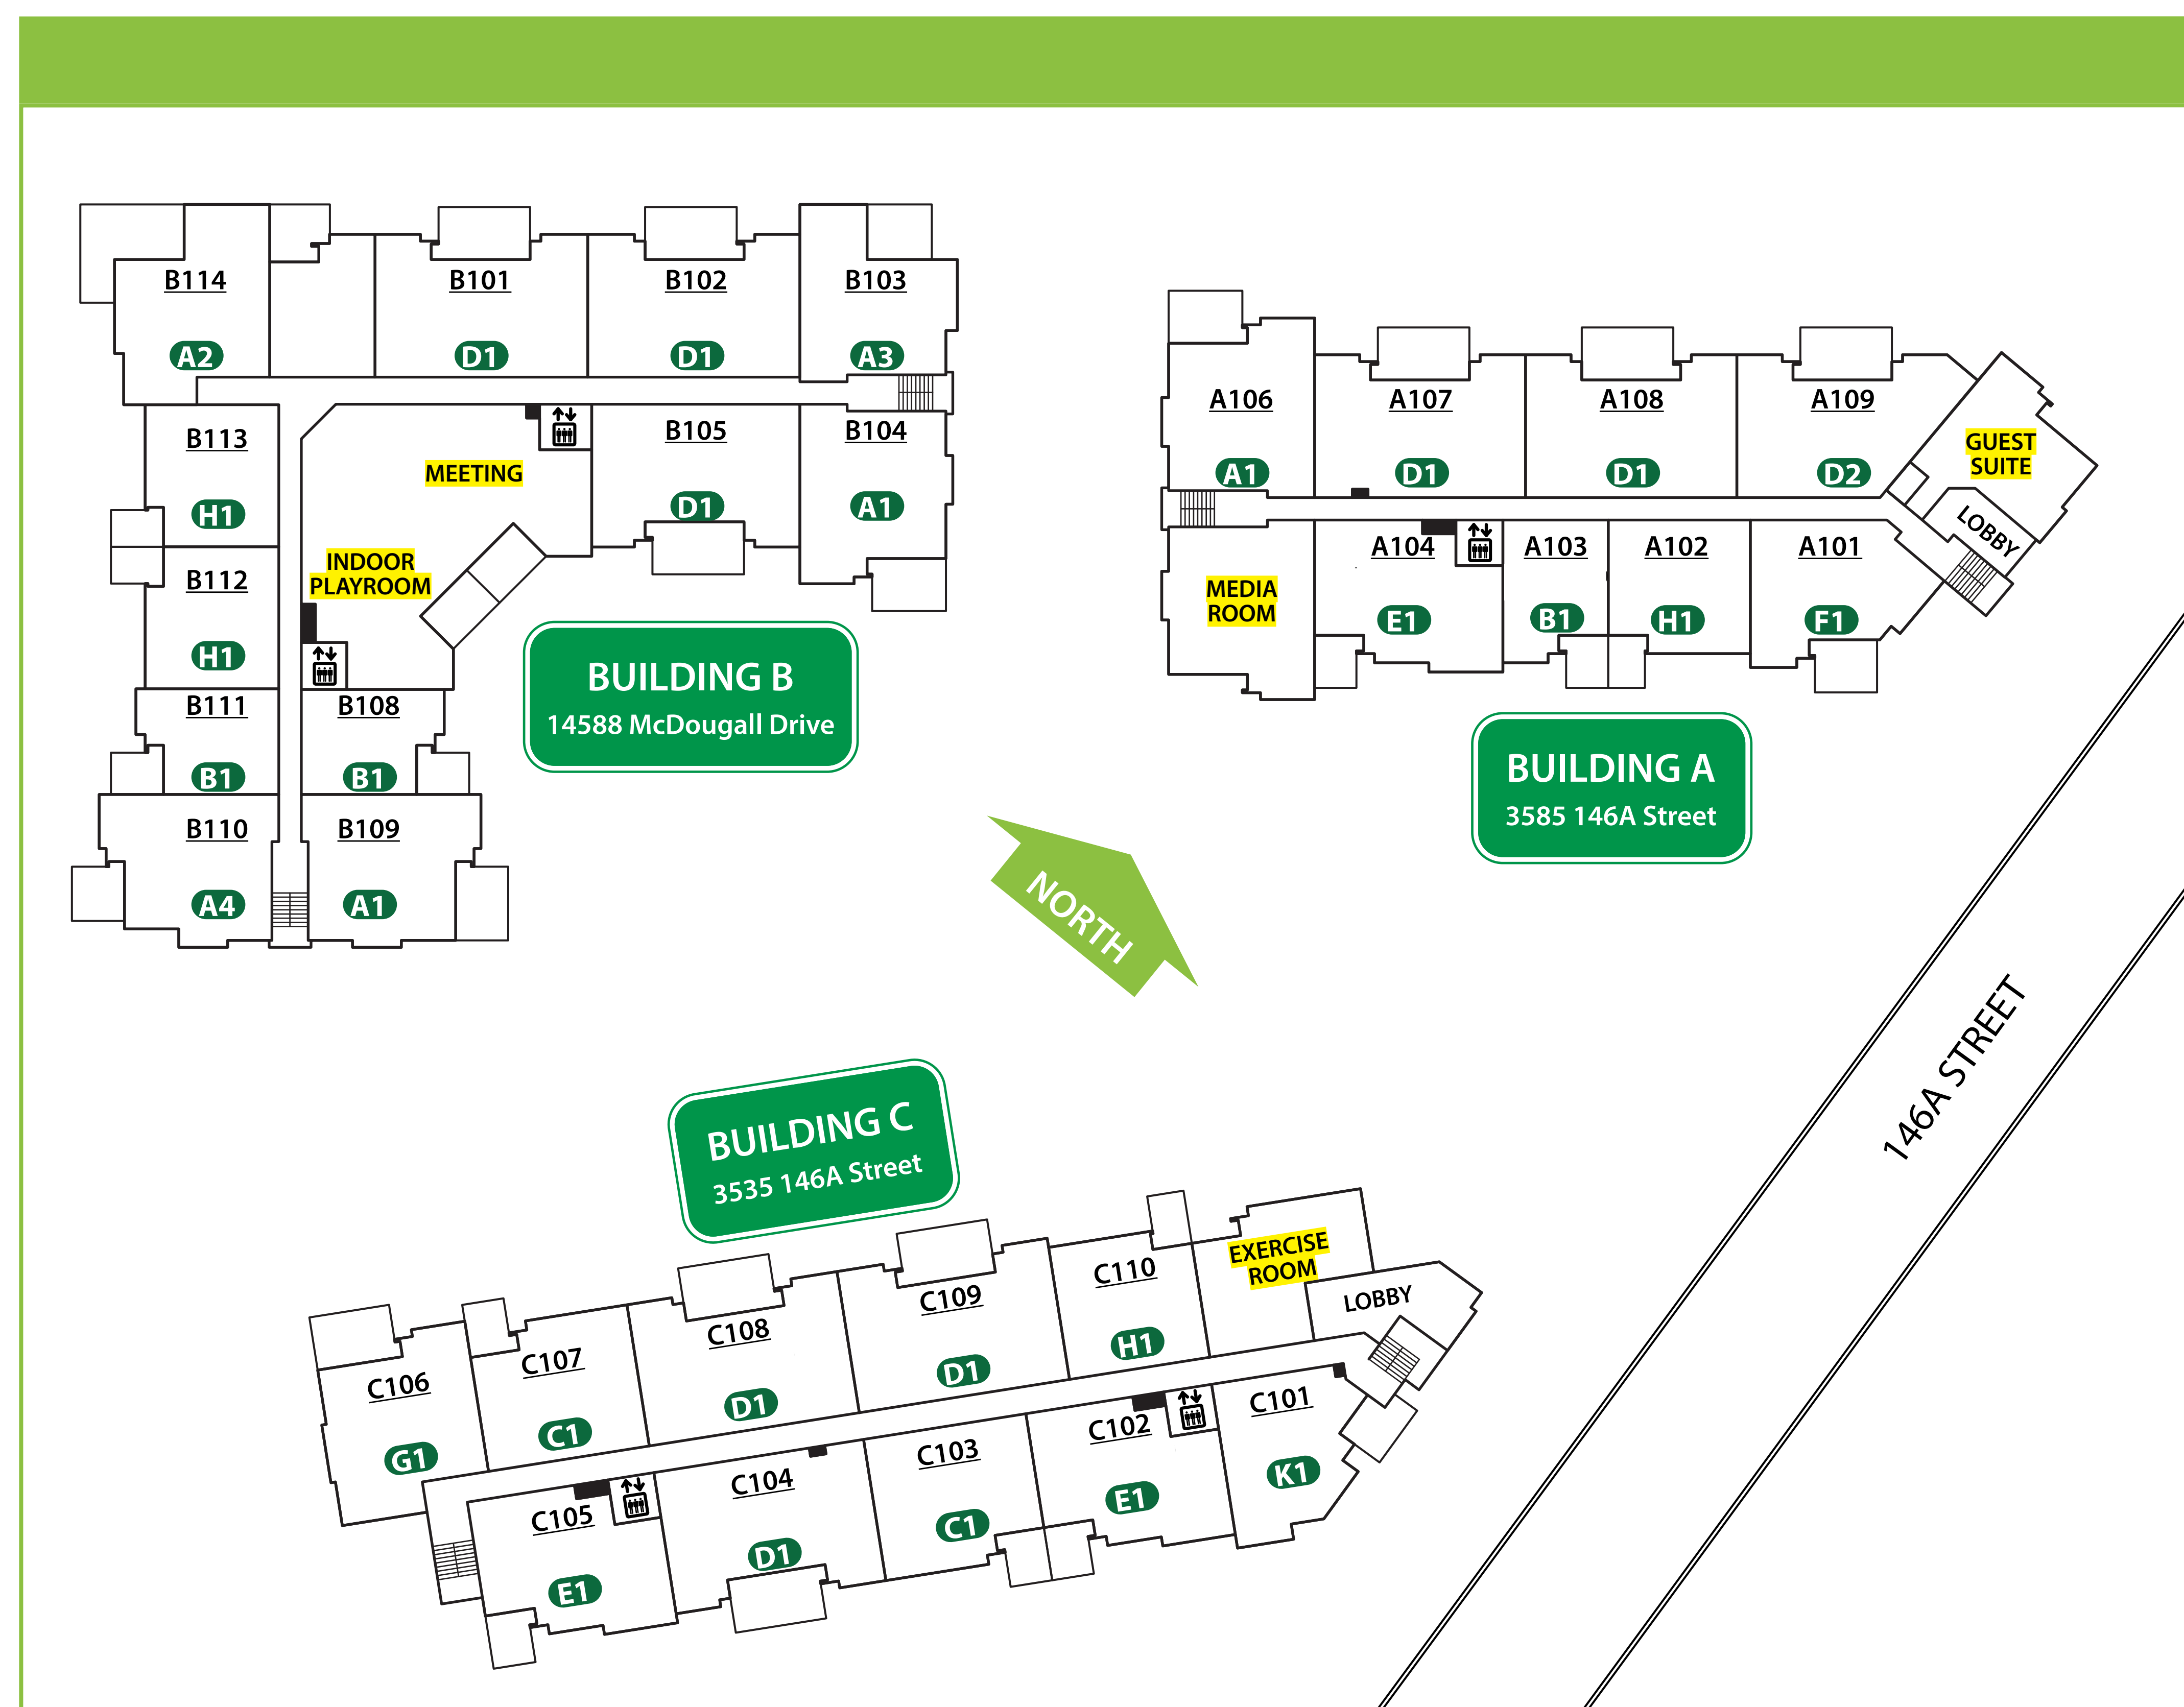 B114
A2
B101
D1
B102
D1
B103
A3
B113
H1
MEETING
B105
D1
B104
A1
INDOOR
PLAYROOM
B112
H1
B111
B1
B108
B1
B110
A4
B109
A1
BUILDING B
14588 McDougall Drive
A106
A1
A107
D1
A108
D1
A109
D2
GUEST
SUITE
LOBBY
MEDIA
ROOM
A104
E1
A103
B1
A102
H1
A101
F1
BUILDING A
3585 146A Street
NORTH
146A STREET
BUILDING C
3535 146A Street
C106
G1
C107
C1
C108
D1
C109
D1
C110
H1
EXERCISE
ROOM
LOBBY
C105
E1
C104
D1
C103
C1
C102
E1
C101
K1